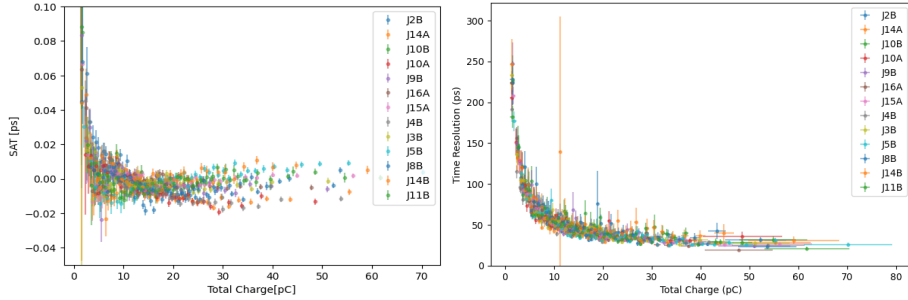 0.10
0.08
0.06
0.04
0.02
0.00
−0.02
−0.04
SAT [ps]
0
10
20
30
40
50
60
70
Total Charge[pC]
J2B
J14A
J10B
J10A
J9B
J16A
J15A
J4B
J3B
J5B
J8B
J14B
J11B
300
250
200
150
100
50
0
Time Resolution (ps)
0
10
20
30
40
50
60
70
80
Total Charge (pC)
J2B
J14A
J10B
J10A
J9B
J16A
J15A
J4B
J3B
J5B
J8B
J14B
J11B